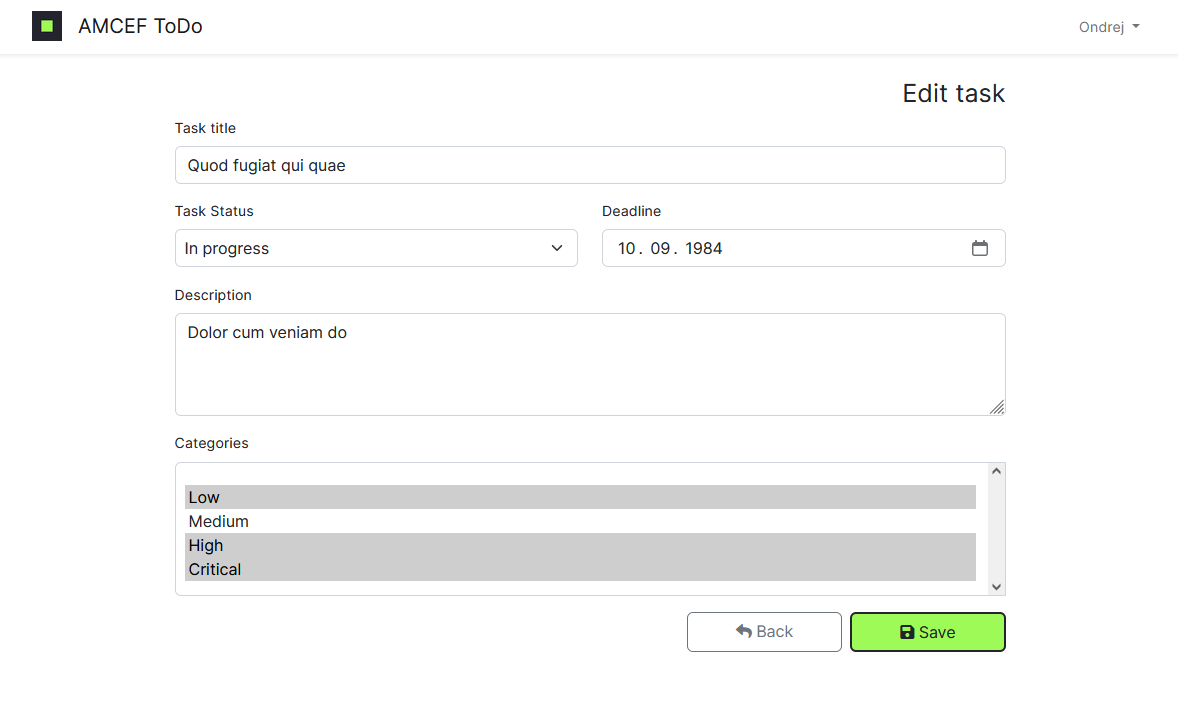 AMCEF ToDo
Ondrej
Edit task
Task title
Quod fugiat qui quae
Task Status
Deadline
In progress
10. 09. 1984
Description
Dolor cum veniam do
Categories
Low
Medium
High
Critical
Back
Save